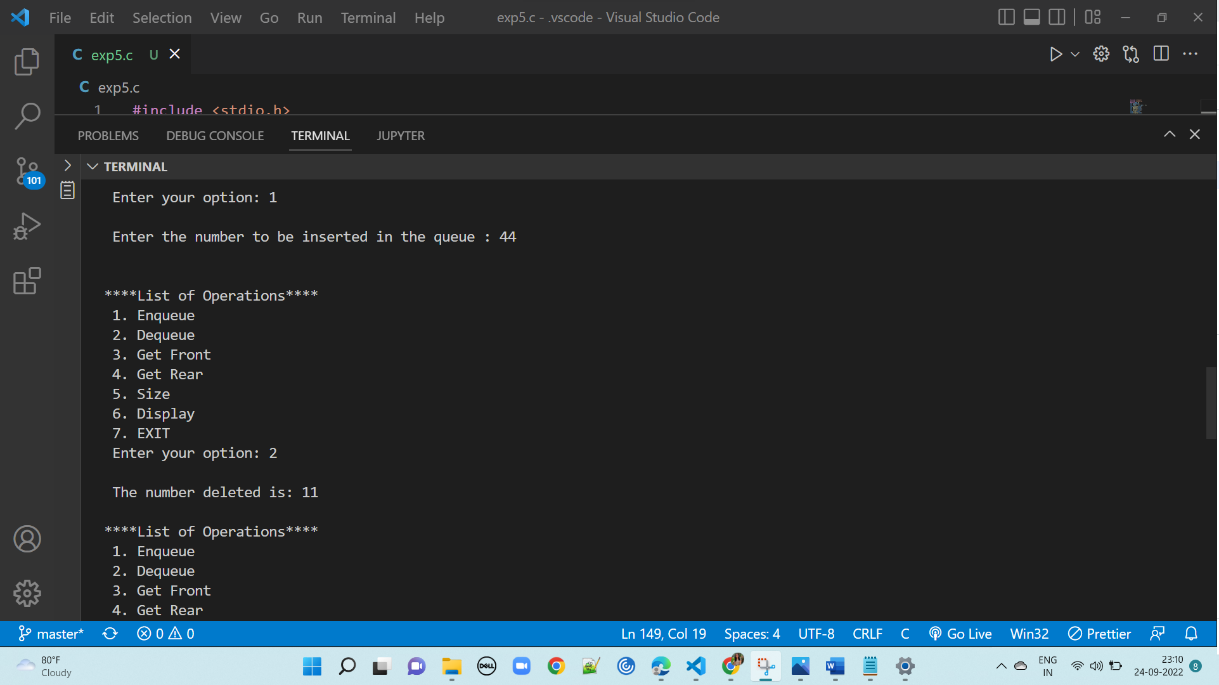 File Edit Selection View Go Run Terminal Help exp5.c - .vscode - Visual Studio Code
C exp5.c U
C exp5.c
1 #include <stdio.h>
PROBLEMS DEBUG CONSOLE TERMINAL JUPYTER
TERMINAL
101
Enter your option: 1
Enter the number to be inserted in the queue : 44
****List of Operations****
1. Enqueue
2. Dequeue
3. Get Front
4. Get Rear
5. Size
6. Display
7. EXIT
Enter your option: 2
The number deleted is: 11
****List of Operations****
1. Enqueue
2. Dequeue
3. Get Front
4. Get Rear
master* 0 0 Ln 149, Col 19 Spaces: 4 UTF-8 CRLF C Go Live Win32 Prettier
80°F
Cloudy
DELL
ENG
IN
23:10
24-09-2022
8